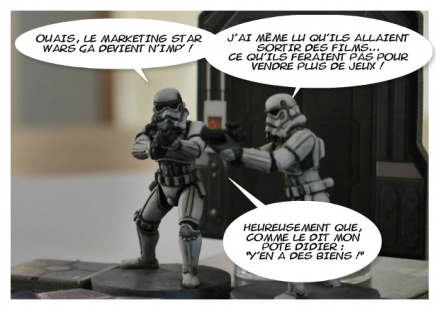 OUAIS, LE MARKETING STAR
WARS ÇA DEVIENT N'IMP' !
J'AI MÊME LU QU'ILS ALLAIENT
SORTIR DES FILMS...
CE QU'ILS FERAIENT PAS POUR
VENDRE PLUS DE JEUX !
HEUREUSEMENT QUE,
COMME LE DIT MON
POTE DIDIER :
"Y'EN A DES BIENS !"